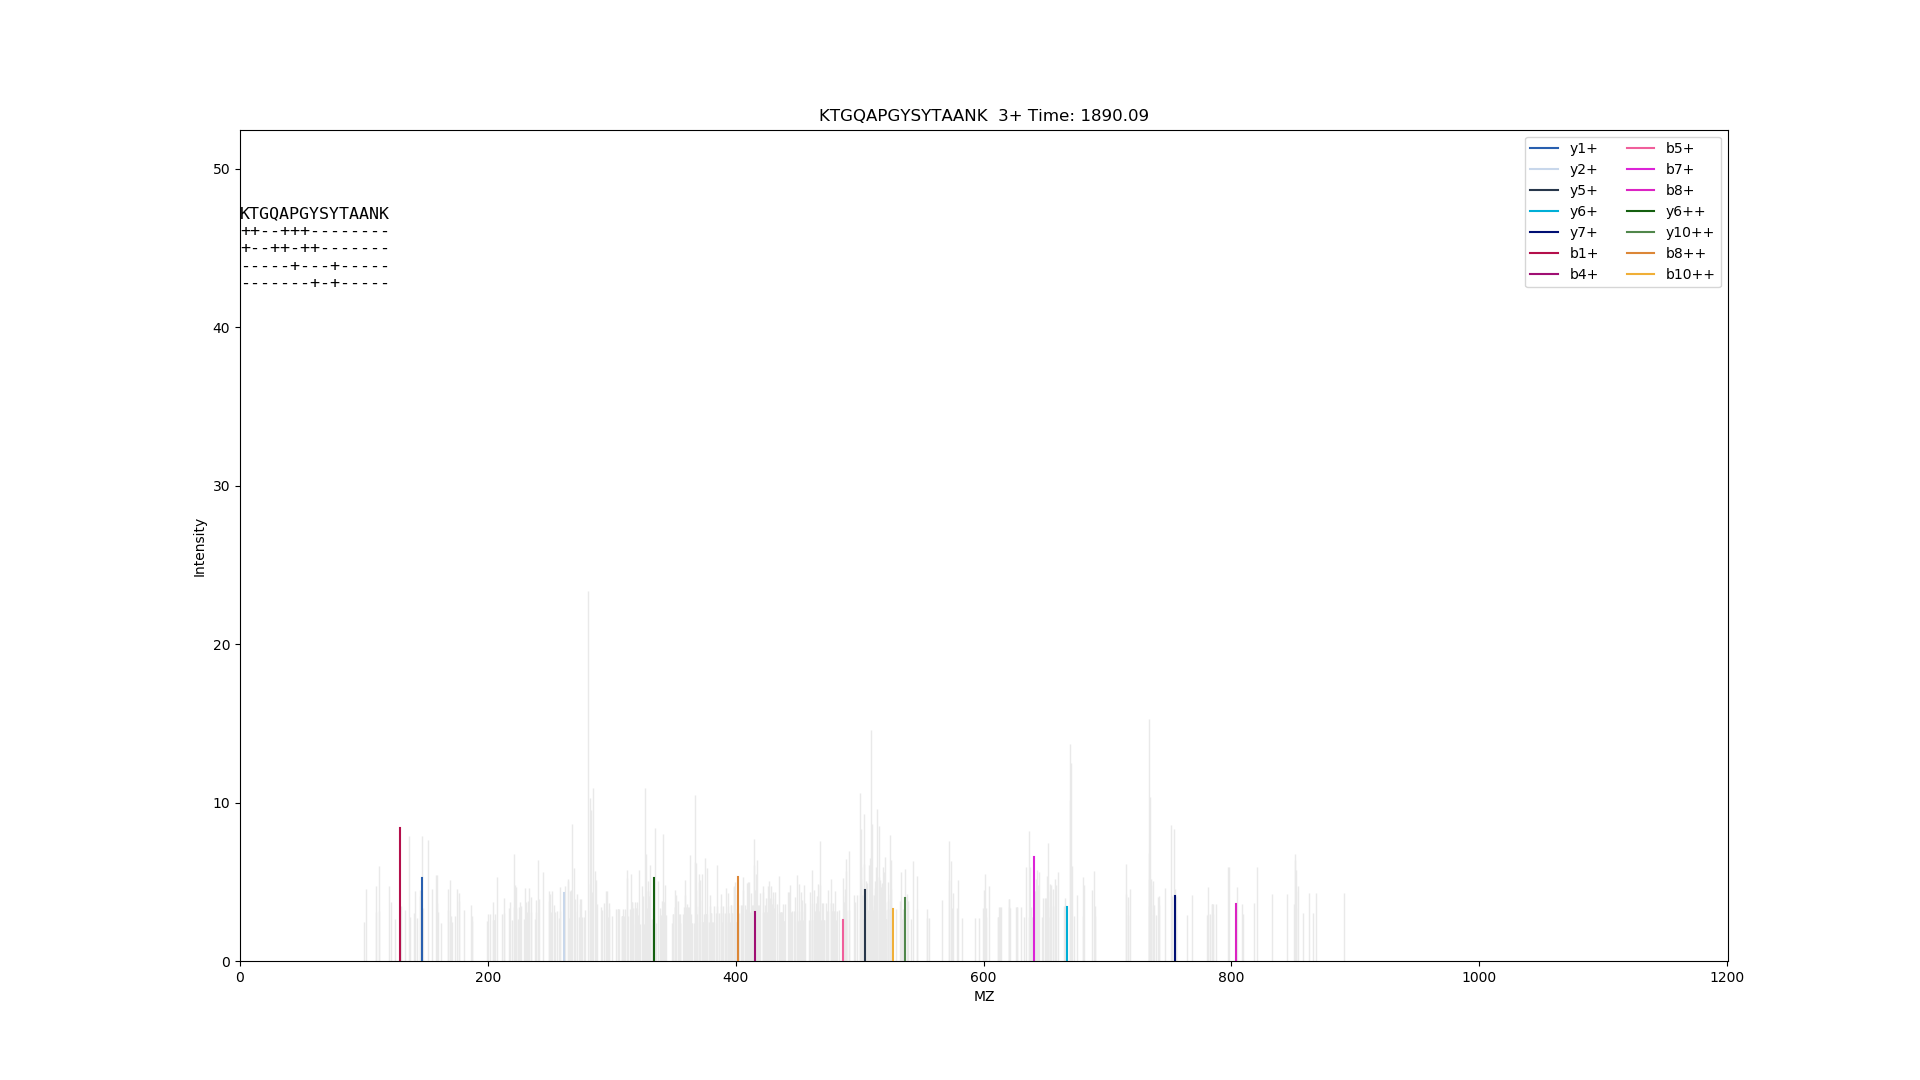 KTGQAPGYSYTAANK  3+ Time: 1890.09
50
40
30
20
10
0
Intensity
KTGQAPGYSYTAANK
++--+++--------
+--++-++-------
-----+---+-----
-------+-+-----
y1+
y2+
y5+
y6+
y7+
b1+
b4+
b5+
b7+
b8+
y6++
y10++
b8++
b10++
0 200 400 600 800 1000 1200
MZ